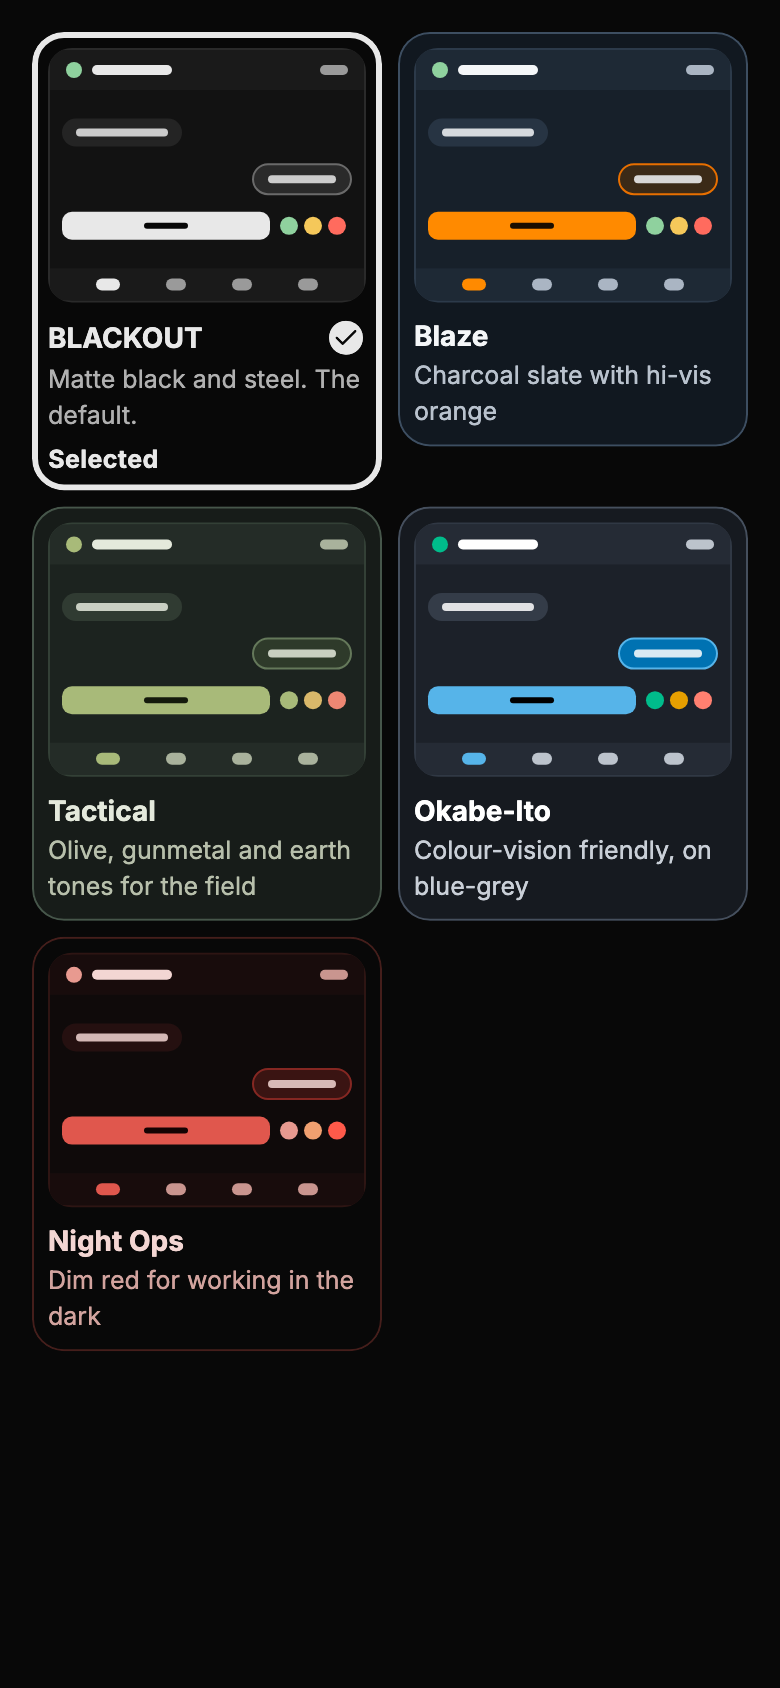 BLACKOUT
Matte black and steel. The
default.
Selected
Blaze
Charcoal slate with hi-vis
orange
Tactical
Olive, gunmetal and earth
tones for the field
Okabe-Ito
Colour-vision friendly, on
blue-grey
Night Ops
Dim red for working in the
dark